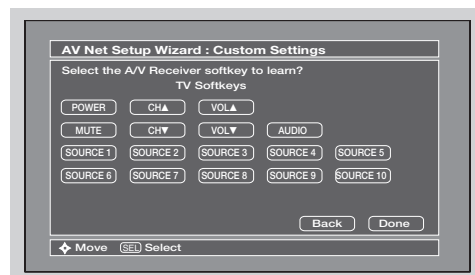 AV Net Setup Wizard : Custom Settings
Select the A/V Receiver softkey to learn?
TV Softkeys
POWER CH▲ VOL▲
MUTE CH▼ VOL▼ AUDIO
SOURCE 1 SOURCE 2 SOURCE 3 SOURCE 4 SOURCE 5
SOURCE 6 SOURCE 7 SOURCE 8 SOURCE 9 SOURCE 10
Back Done
Move SEL Select